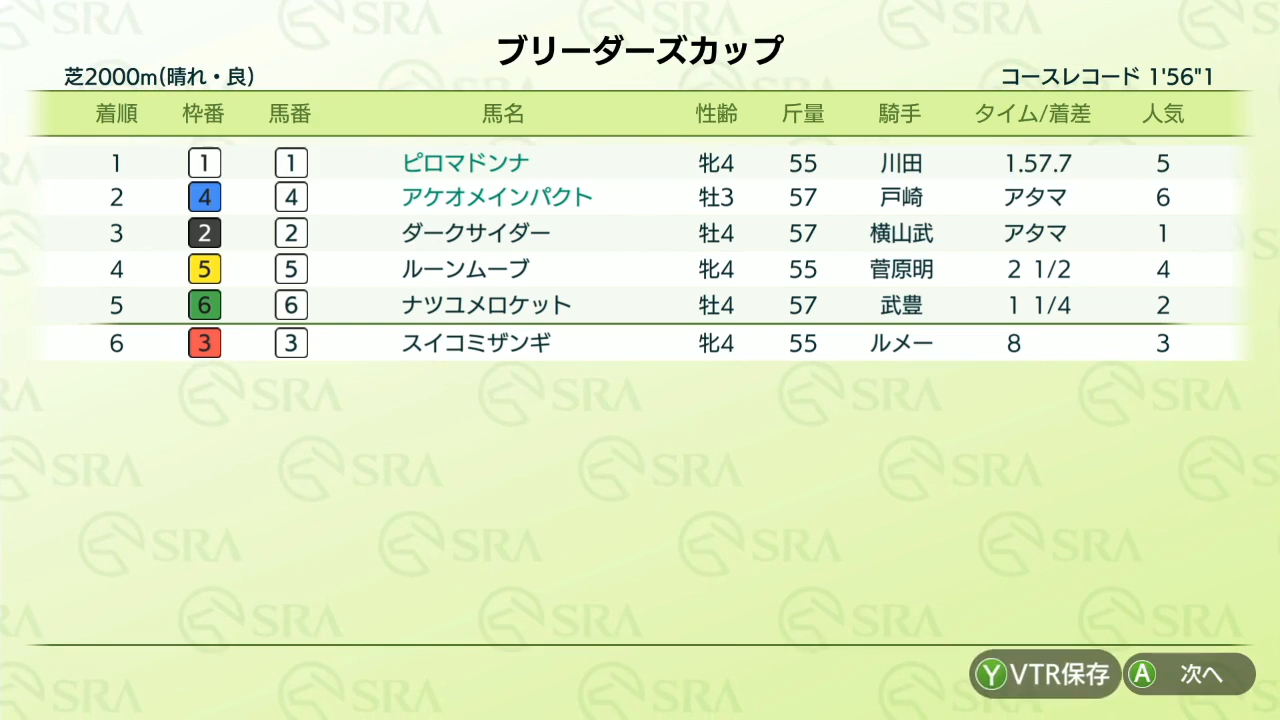 ブリーダーズカップ
芝2000m(晴れ・良) コースレコード 1'56"1
着順 枠番 馬番 馬名 性齢 斤量 騎手 タイム/着差 人気
1 1 1 ピロマドンナ 牝4 55 川田 1.57.7 5
2 4 4 アケオメインパクト 牡3 57 戸崎 アタマ 6
3 2 2 ダークサイダー 牡4 57 横山武 アタマ 1
4 5 5 ルーンムーブ 牝4 55 菅原明 2 1/2 4
5 6 6 ナツユメロケット 牡4 57 武豊 1 1/4 2
6 3 3 スイコミザンギ 牝4 55 ルメー 8 3
Y VTR保存 A 次へ
SRA